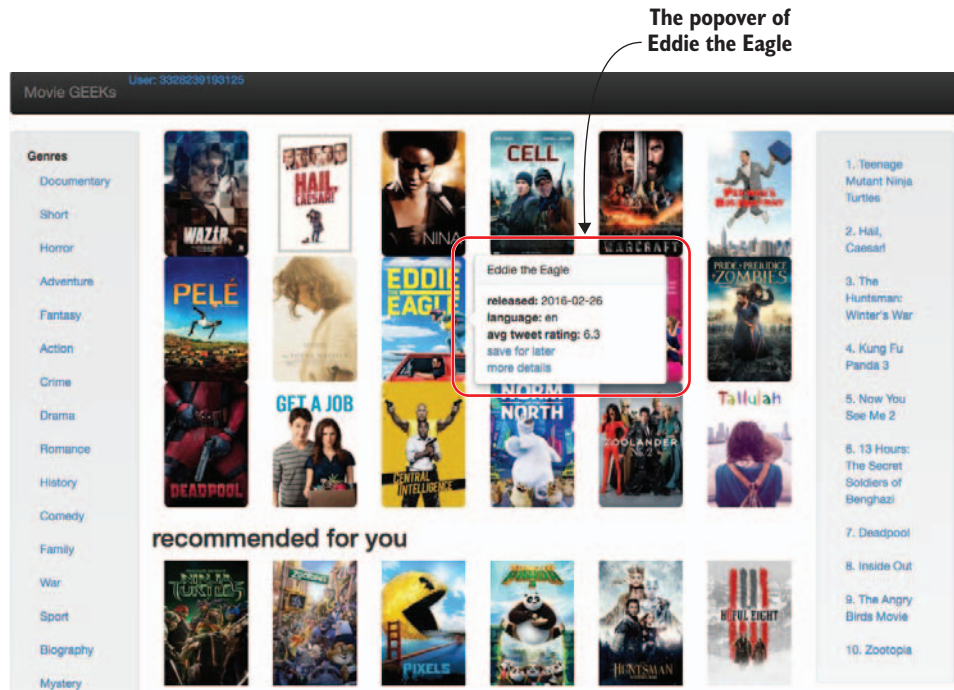 The popover of
Eddie the Eagle
Movie GEEKs
User: 3328239193125
Genres
Documentary
Short
Horror
Adventure
Fantasy
Action
Crime
Drama
Romance
History
Comedy
Family
War
Sport
Biography
Mystery
WAZIR
HAIL,
CAESAR!
NINA
CELL
WARCRAFT
PELÉ
EDDIE
EAGLE
Eddie the Eagle
released: 2016-02-26
language: en
avg tweet rating: 6.3
save for later
more details
PRIDE + PREJUDICE
ZOMBIES
DEADPOOL
GET A JOB
CENTRAL
INTELLIGENCE
NORM
NORTH
ZOOLANDER
Tallulah
recommended for you
NINJA
TURTLES
PIXELS
HUNTSMAN
EIGHT
1. Teenage
Mutant Ninja
Turtles
2. Hail,
Caesar!
3. The
Huntsman:
Winter's War
4. Kung Fu
Panda 3
5. Now You
See Me 2
6. 13 Hours:
The Secret
Soldiers of
Benghazi
7. Deadpool
8. Inside Out
9. The Angry
Birds Movie
10. Zootopia